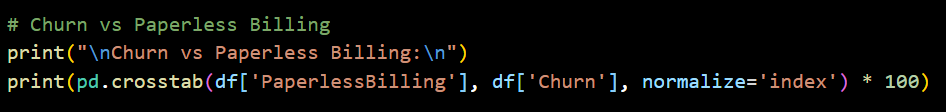 # Churn vs Paperless Billing
print("\nChurn vs Paperless Billing:\n")
print(pd.crosstab(df['PaperlessBilling'], df['Churn'], normalize='index') * 100)